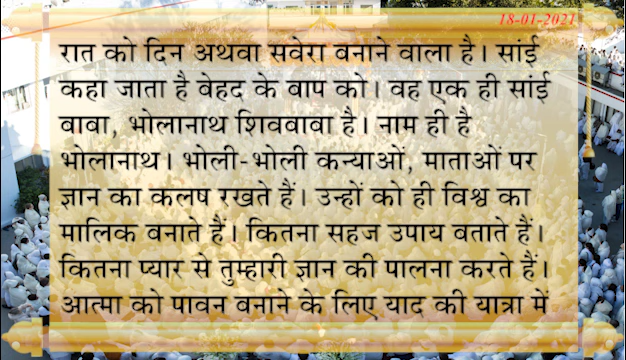 18-01-2021
रात को दिन अथवा सवेरा बनाने वाला है। सांई
कहा जाता है बेहद के बाप को। वह एक ही सांई
बाबा, भोलानाथ शिवबाबा है। नाम ही है
भोलानाथ। भोली-भोली कन्याओं, माताओं पर
ज्ञान का कलष रखते हैं। उन्हों को ही विश्व का
मालिक बनाते हैं। कितना सहज उपाय बताते हैं।
कितना प्यार से तुम्हारी ज्ञान की पालना करते हैं।
आत्मा को पावन बनाने के लिए याद की यात्रा में